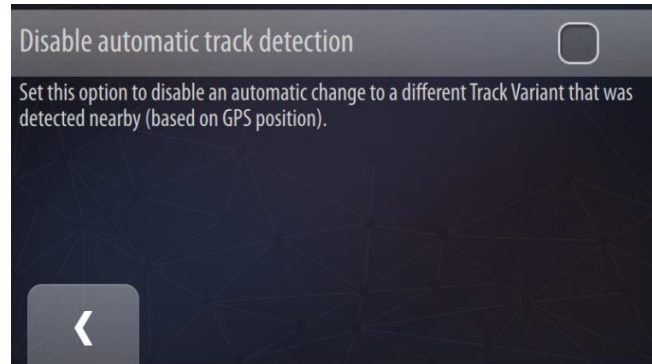 Disable automatic track detection
Set this option to disable an automatic change to a different Track Variant that was
detected nearby (based on GPS position).